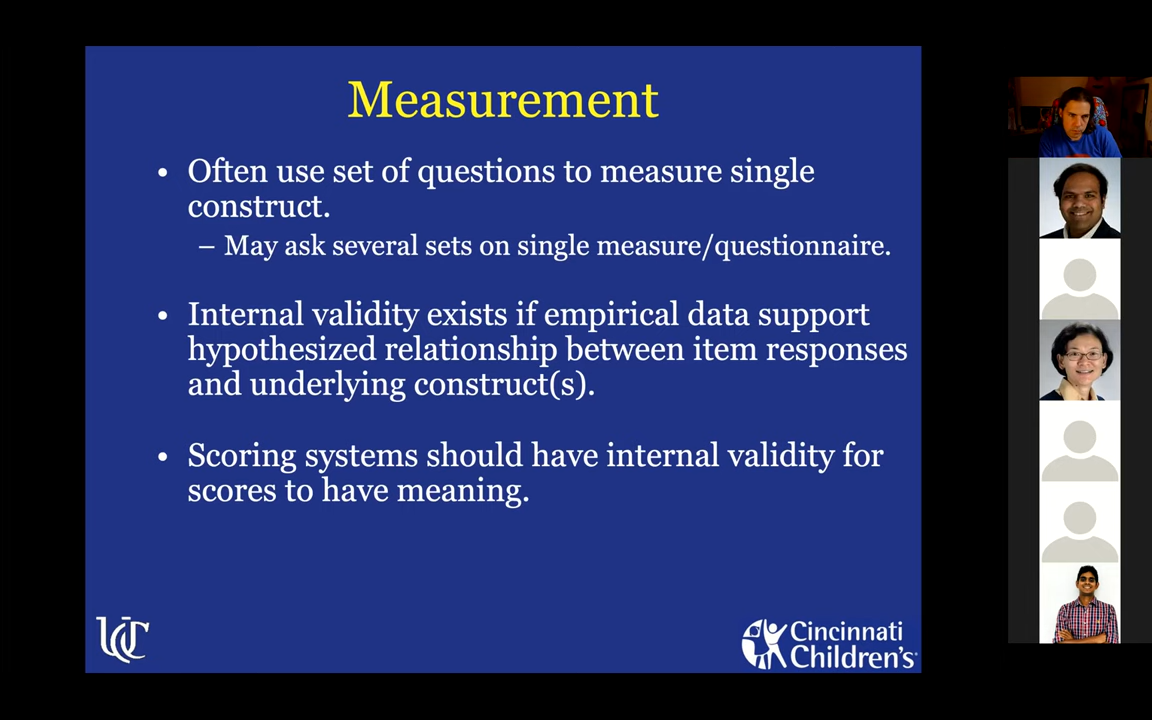 Measurement
• Often use set of questions to measure single
construct.
– May ask several sets on single measure/questionnaire.
• Internal validity exists if empirical data support
hypothesized relationship between item responses
and underlying construct(s).
• Scoring systems should have internal validity for
scores to have meaning.
UC
Cincinnati
Children's